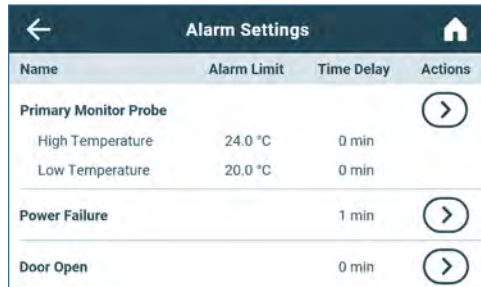 Alarm Settings
Name Alarm Limit Time Delay Actions
Primary Monitor Probe
High Temperature 24.0 °C 0 min
Low Temperature 20.0 °C 0 min
Power Failure 1 min
Door Open 0 min